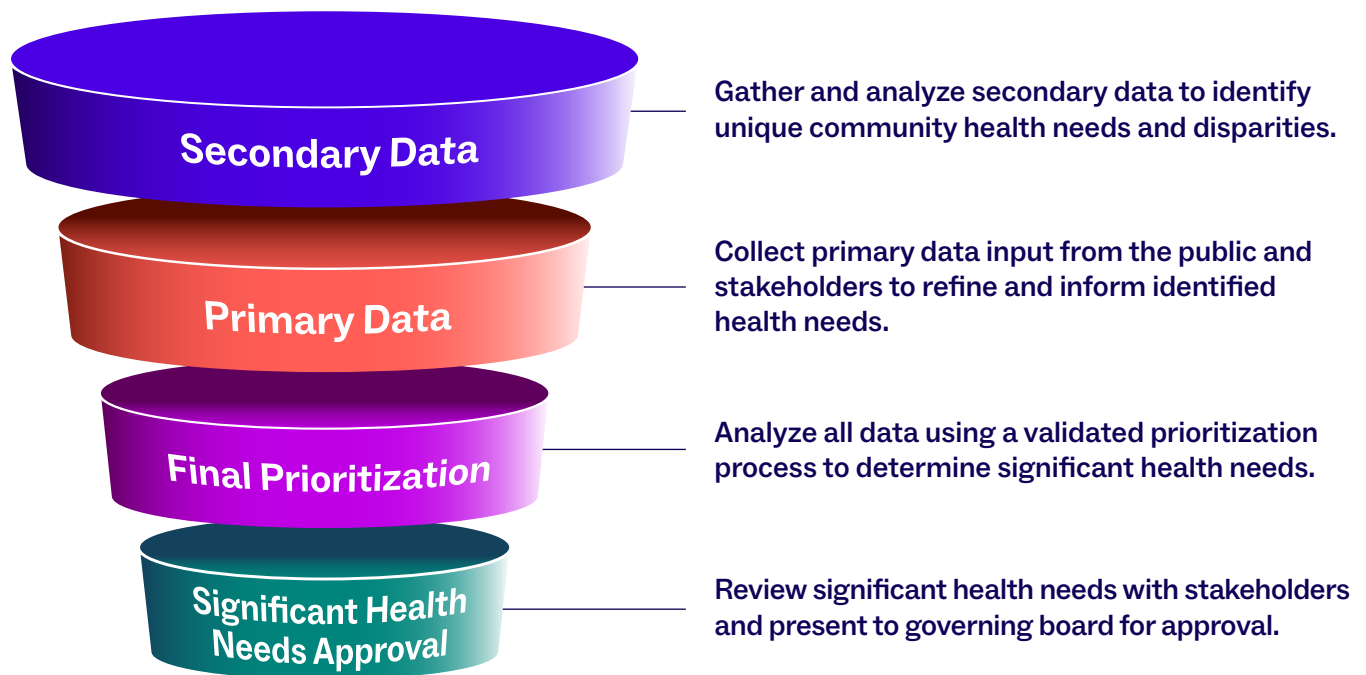 Secondary Data
Gather and analyze secondary data to identify
unique community health needs and disparities.
Primary Data
Collect primary data input from the public and
stakeholders to refine and inform identified
health needs.
Final Prioritization
Analyze all data using a validated prioritization
process to determine significant health needs.
Significant Health
Needs Approval
Review significant health needs with stakeholders
and present to governing board for approval.